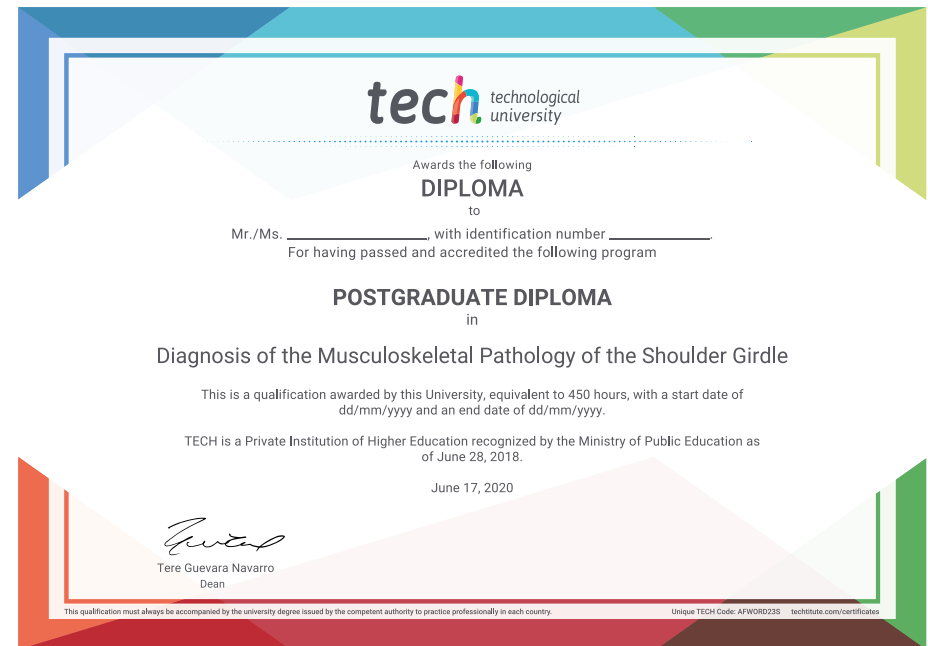 tech technological
university
Awards the following
DIPLOMA
to
Mr./Ms. ____________________, with identification number ______________.
For having passed and accredited the following program
POSTGRADUATE DIPLOMA
in
Diagnosis of the Musculoskeletal Pathology of the Shoulder Girdle
This is a qualification awarded by this University, equivalent to 450 hours, with a start date of
dd/mm/yyyy and an end date of dd/mm/yyyy.
TECH is a Private Institution of Higher Education recognized by the Ministry of Public Education as
of June 28, 2018.
June 17, 2020
Tere Guevara Navarro
Dean
This qualification must always be accompanied by the university degree issued by the competent authority to practice professionally in each country. Unique TECH Code: AFWORD23S techtitute.com/certificates